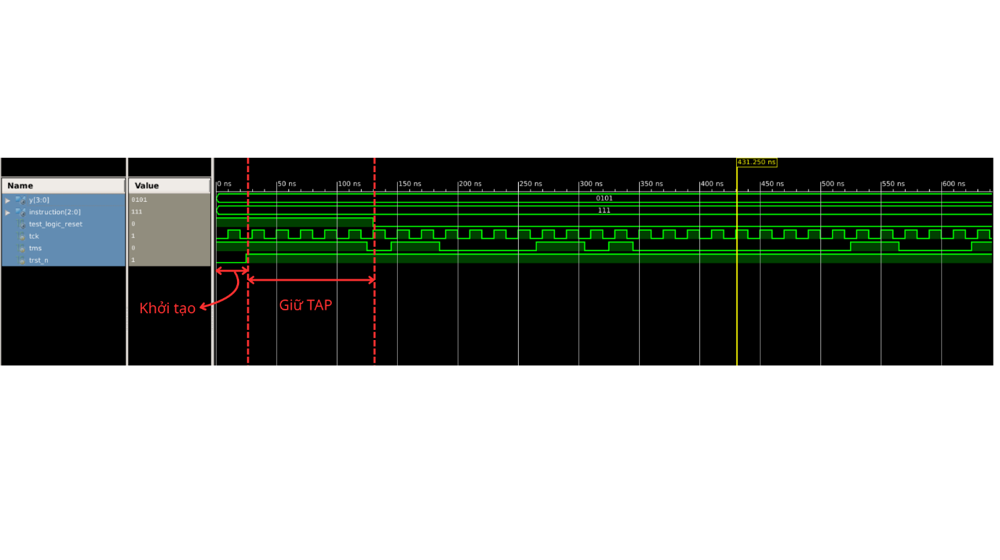 431.250 ns
Name Value
0 ns 50 ns 100 ns 150 ns 200 ns 250 ns 300 ns 350 ns 400 ns 450 ns 500 ns 550 ns 600 ns
y[3:0] 0101 0101
instruction[2:0] 111 111
test_logic_reset 0
tck 1
tms 0
trst_n 1
Khởi tạo
Giữ TAP